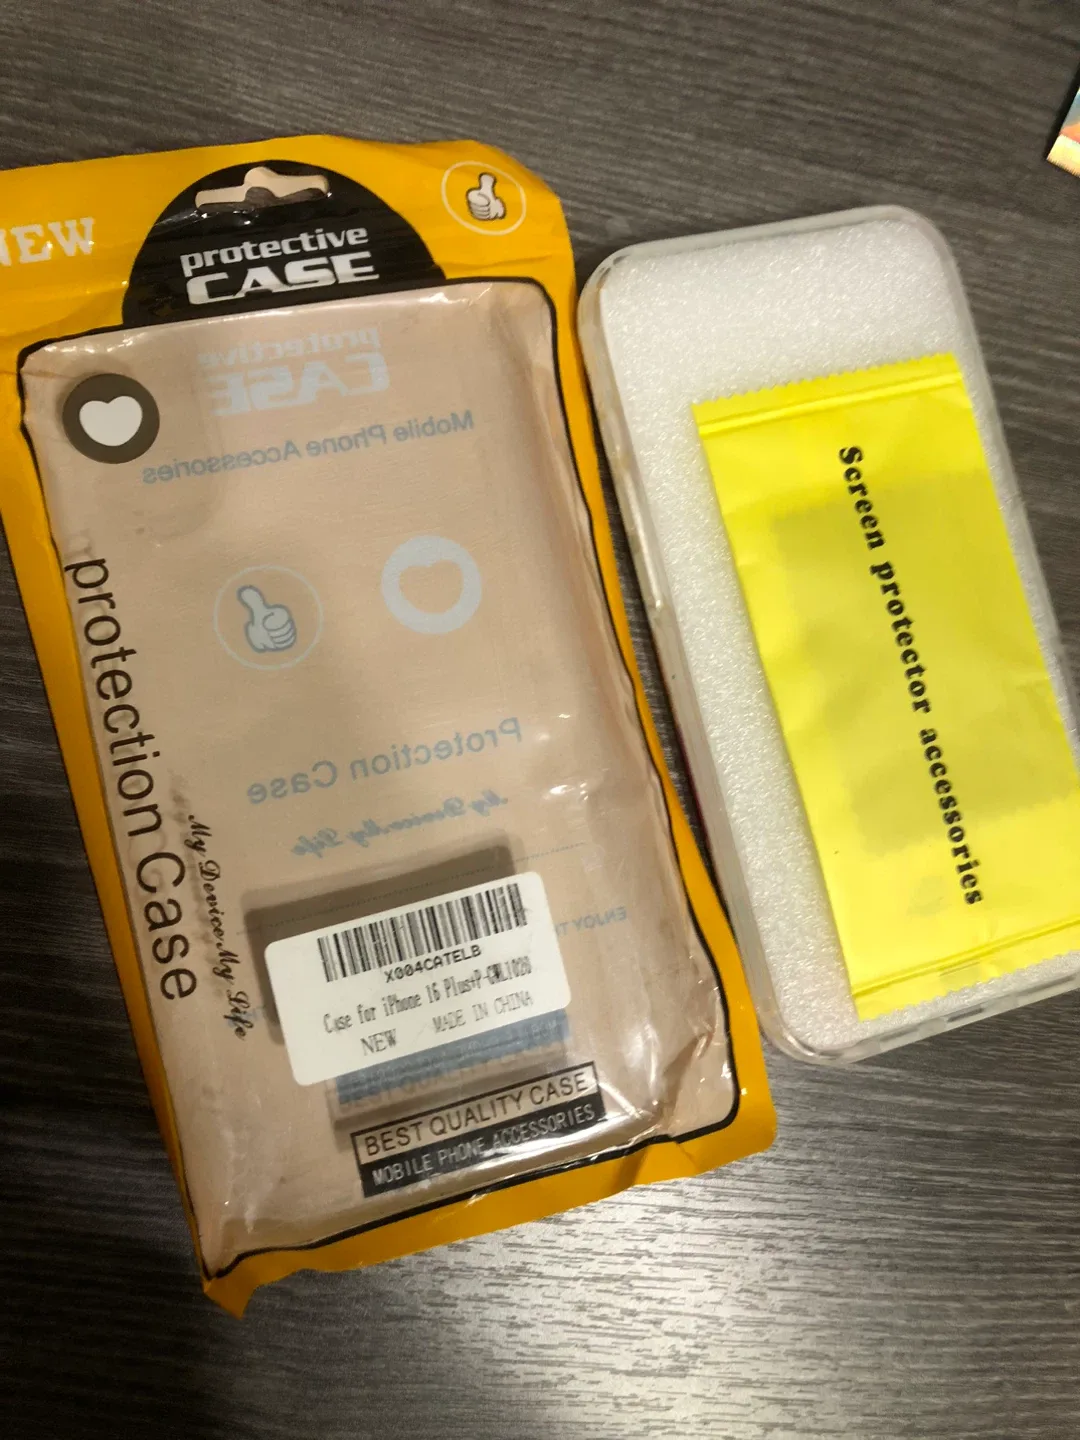 NEW
protective
CASE
protective
CASE
Mobile Phone Accessories
protection Case
My Device My Life
Protection Case
My Device My Life
ENJOY
X004CATELB
Case for iPhone 16 Plus+P-CWL1020
NEW MADE IN CHINA
BEST QUALITY CASE
MOBILE PHONE ACCESSORIES
Screen protector accessories